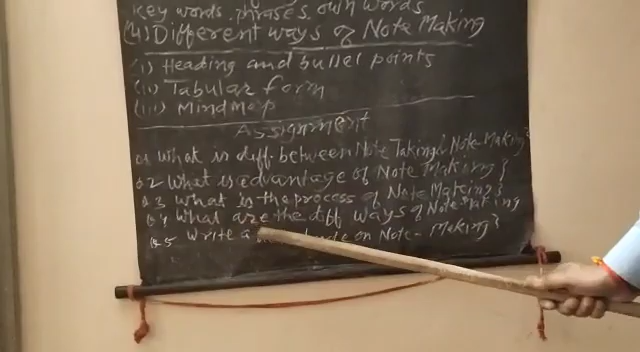 Key words, phrases, own words
(4) Different ways of Note Making
(i) Heading and bullet points
(ii) Tabular form
(iii) Mind Map
Assignment
Q1 What is diff. between Note Taking & Note Making?
Q2 What is advantage of Note Making?
Q3 What is the process of Note Making?
Q4 What are the diff ways of Note Making
Q5 Write a on Note-Making?